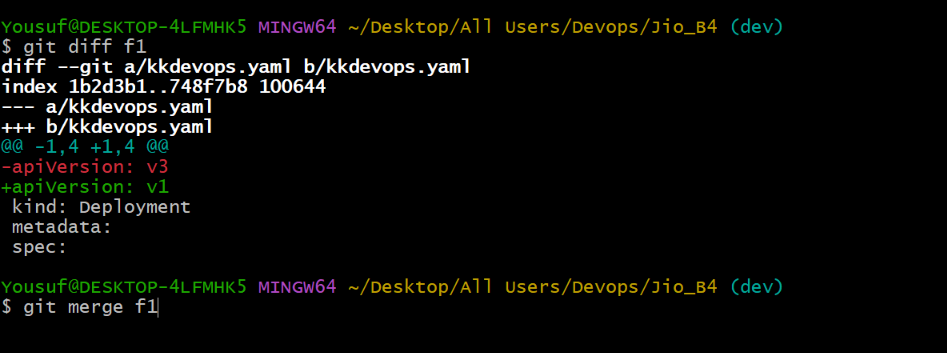 Yousuf@DESKTOP-4LFMHK5 MINGW64 ~/Desktop/All Users/Devops/Jio_B4 (dev)
$ git diff f1
diff --git a/kkdevops.yaml b/kkdevops.yaml
index 1b2d3b1..748f7b8 100644
--- a/kkdevops.yaml
+++ b/kkdevops.yaml
@@ -1,4 +1,4 @@
-apiVersion: v3
+apiVersion: v1
 kind: Deployment
 metadata:
 spec:
Yousuf@DESKTOP-4LFMHK5 MINGW64 ~/Desktop/All Users/Devops/Jio_B4 (dev)
$ git merge f1